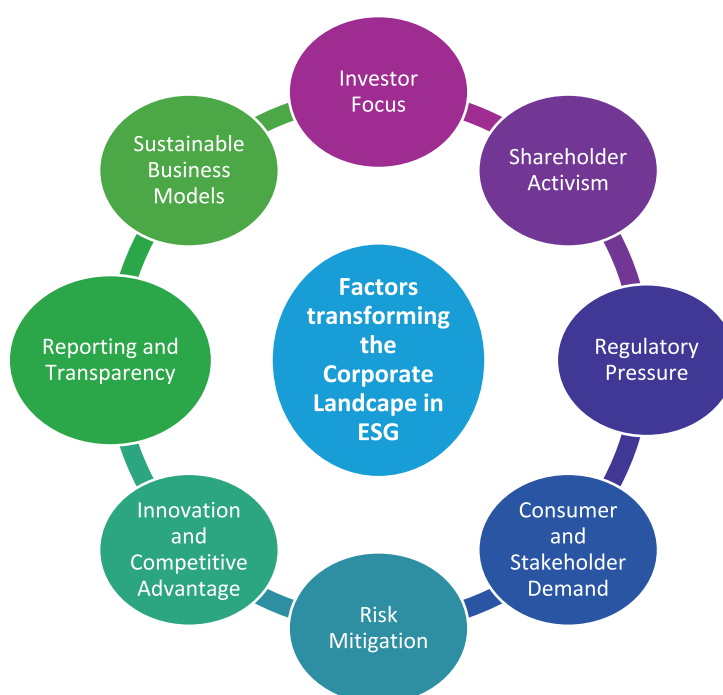 Investor
Focus
Shareholder
Activism
Regulatory
Pressure
Consumer
and
Stakeholder
Demand
Risk
Mitigation
Innovation
and
Competitive
Advantage
Reporting and
Transparency
Sustainable
Business
Models
Factors
transforming
the
Corporate
Landcape in
ESG